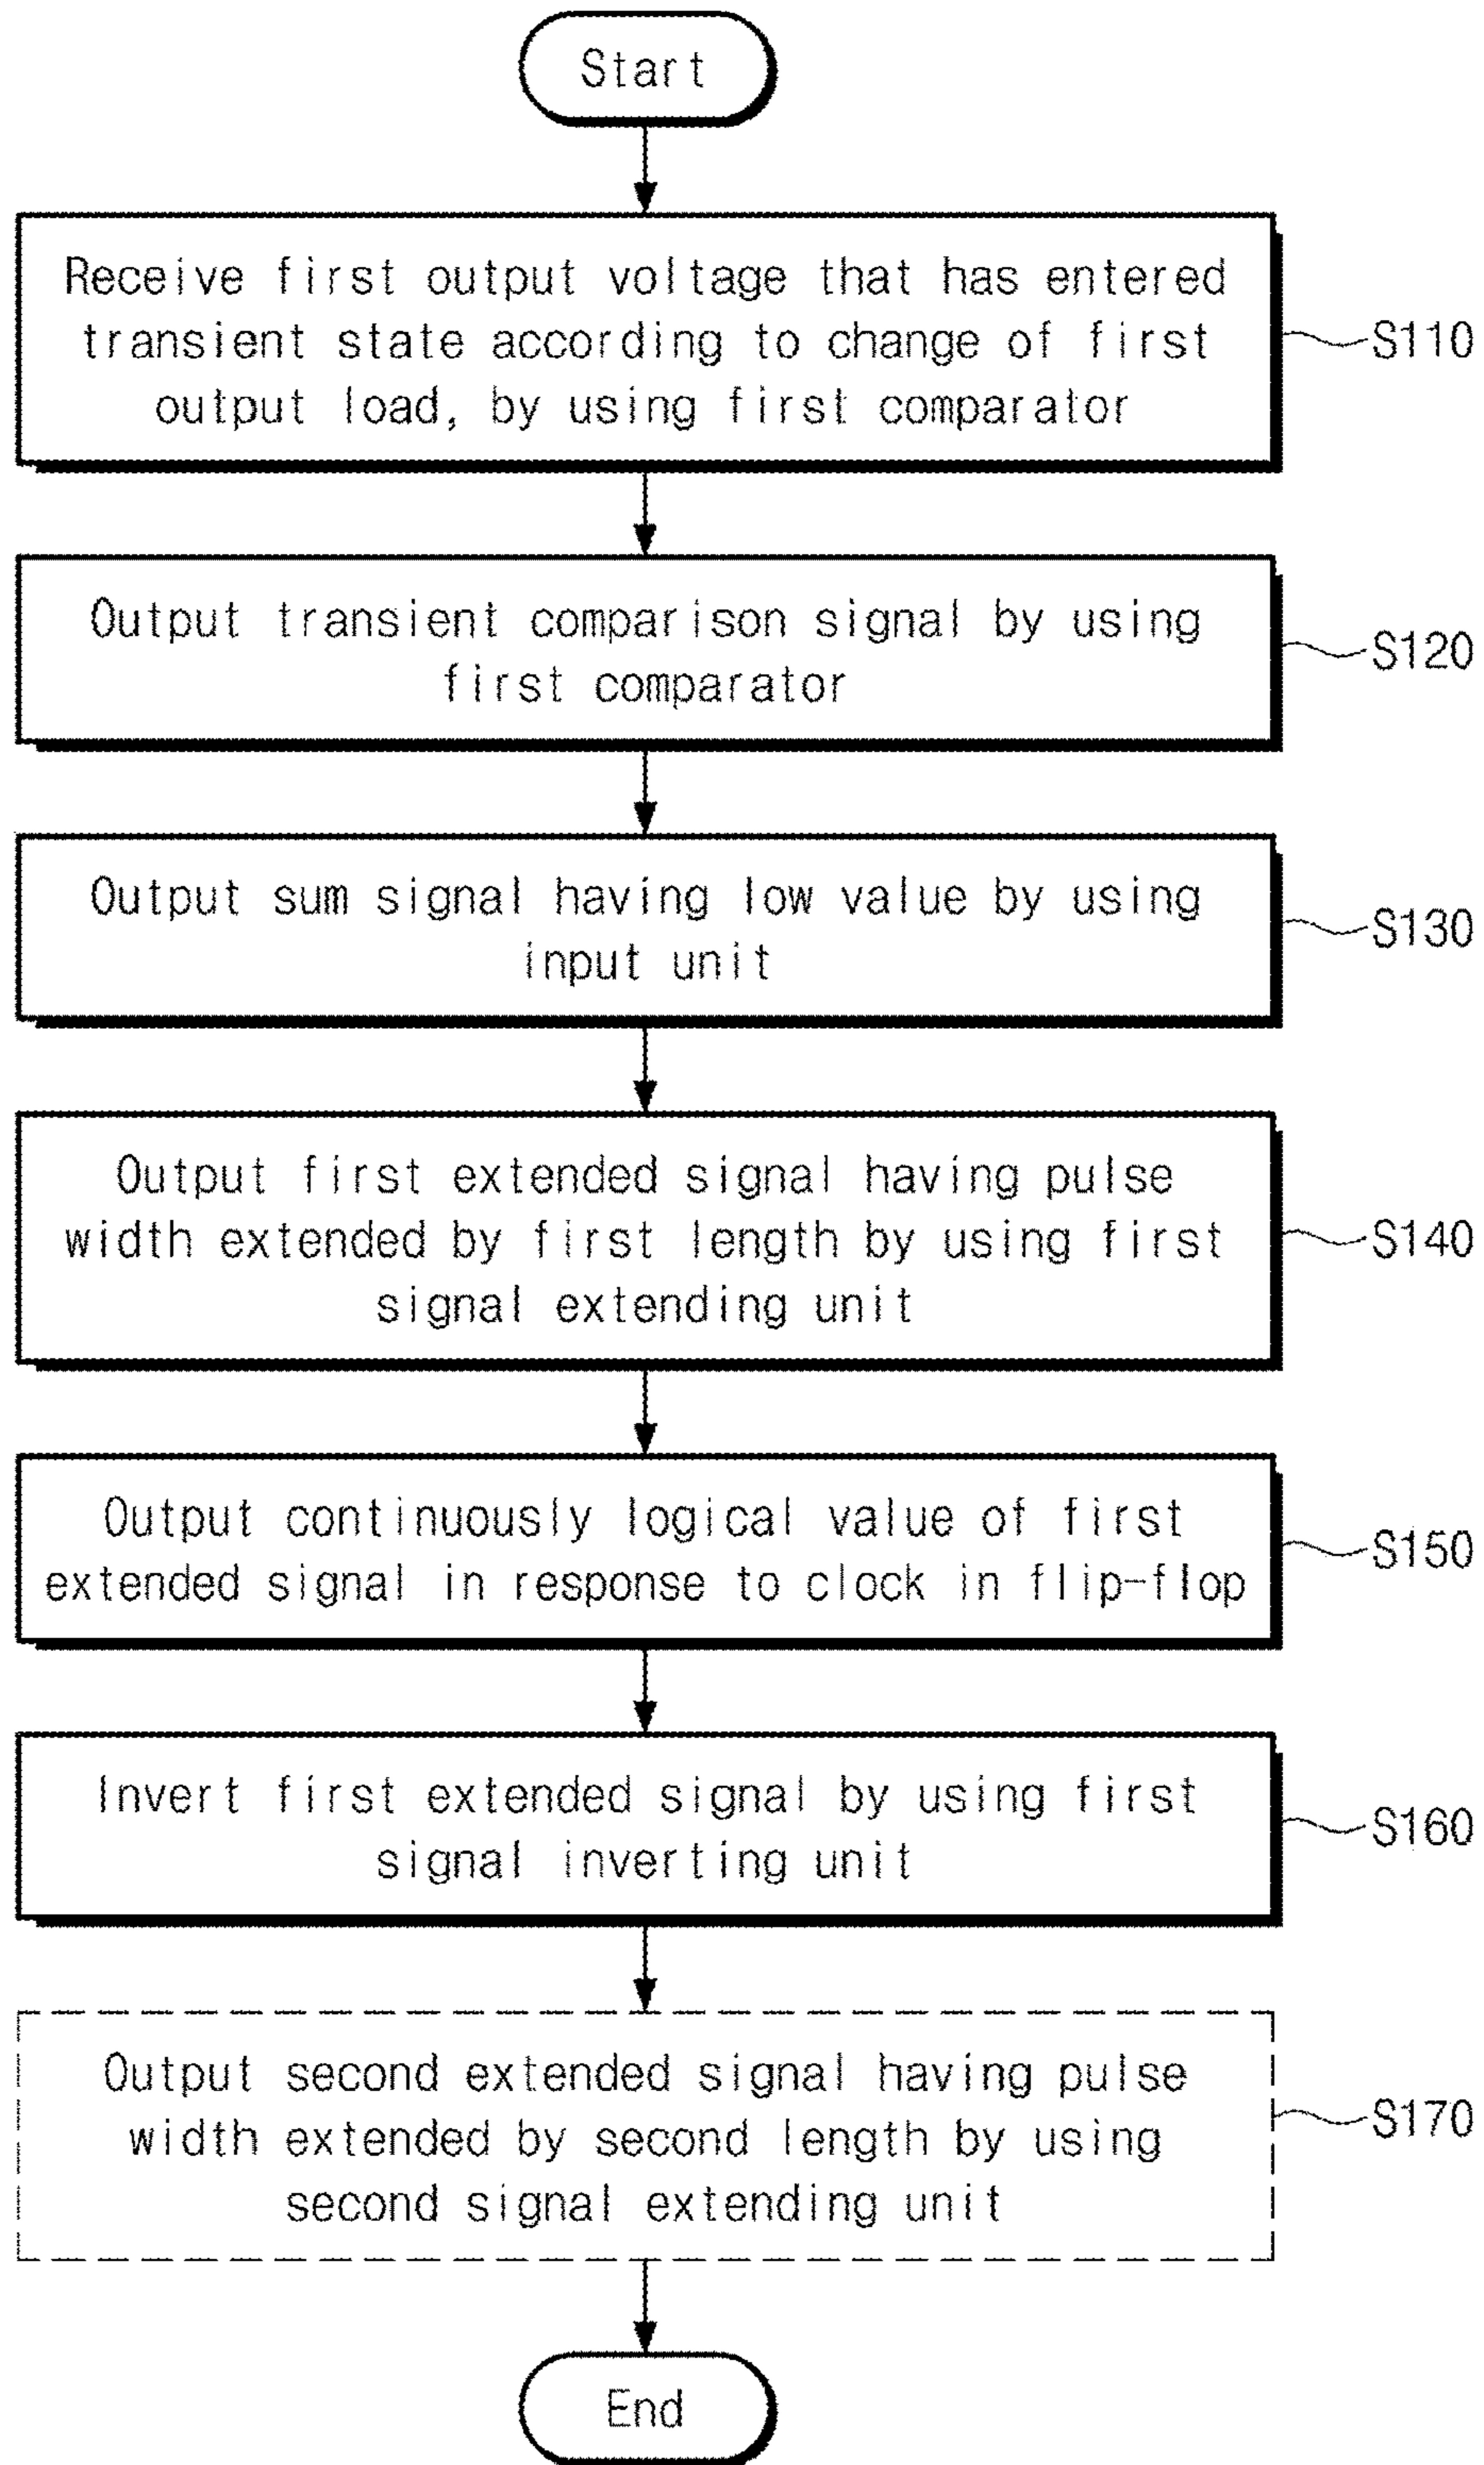 Start
Receive first output voltage that has entered
transient state according to change of first
output load, by using first comparator
S110
Output transient comparison signal by using
first comparator
S120
Output sum signal having low value by using
input unit
S130
Output first extended signal having pulse
width extended by first length by using first
signal extending unit
S140
Output continuously logical value of first
extended signal in response to clock in flip-flop
S150
Invert first extended signal by using first
signal inverting unit
S160
Output second extended signal having pulse
width extended by second length by using
second signal extending unit
S170
End